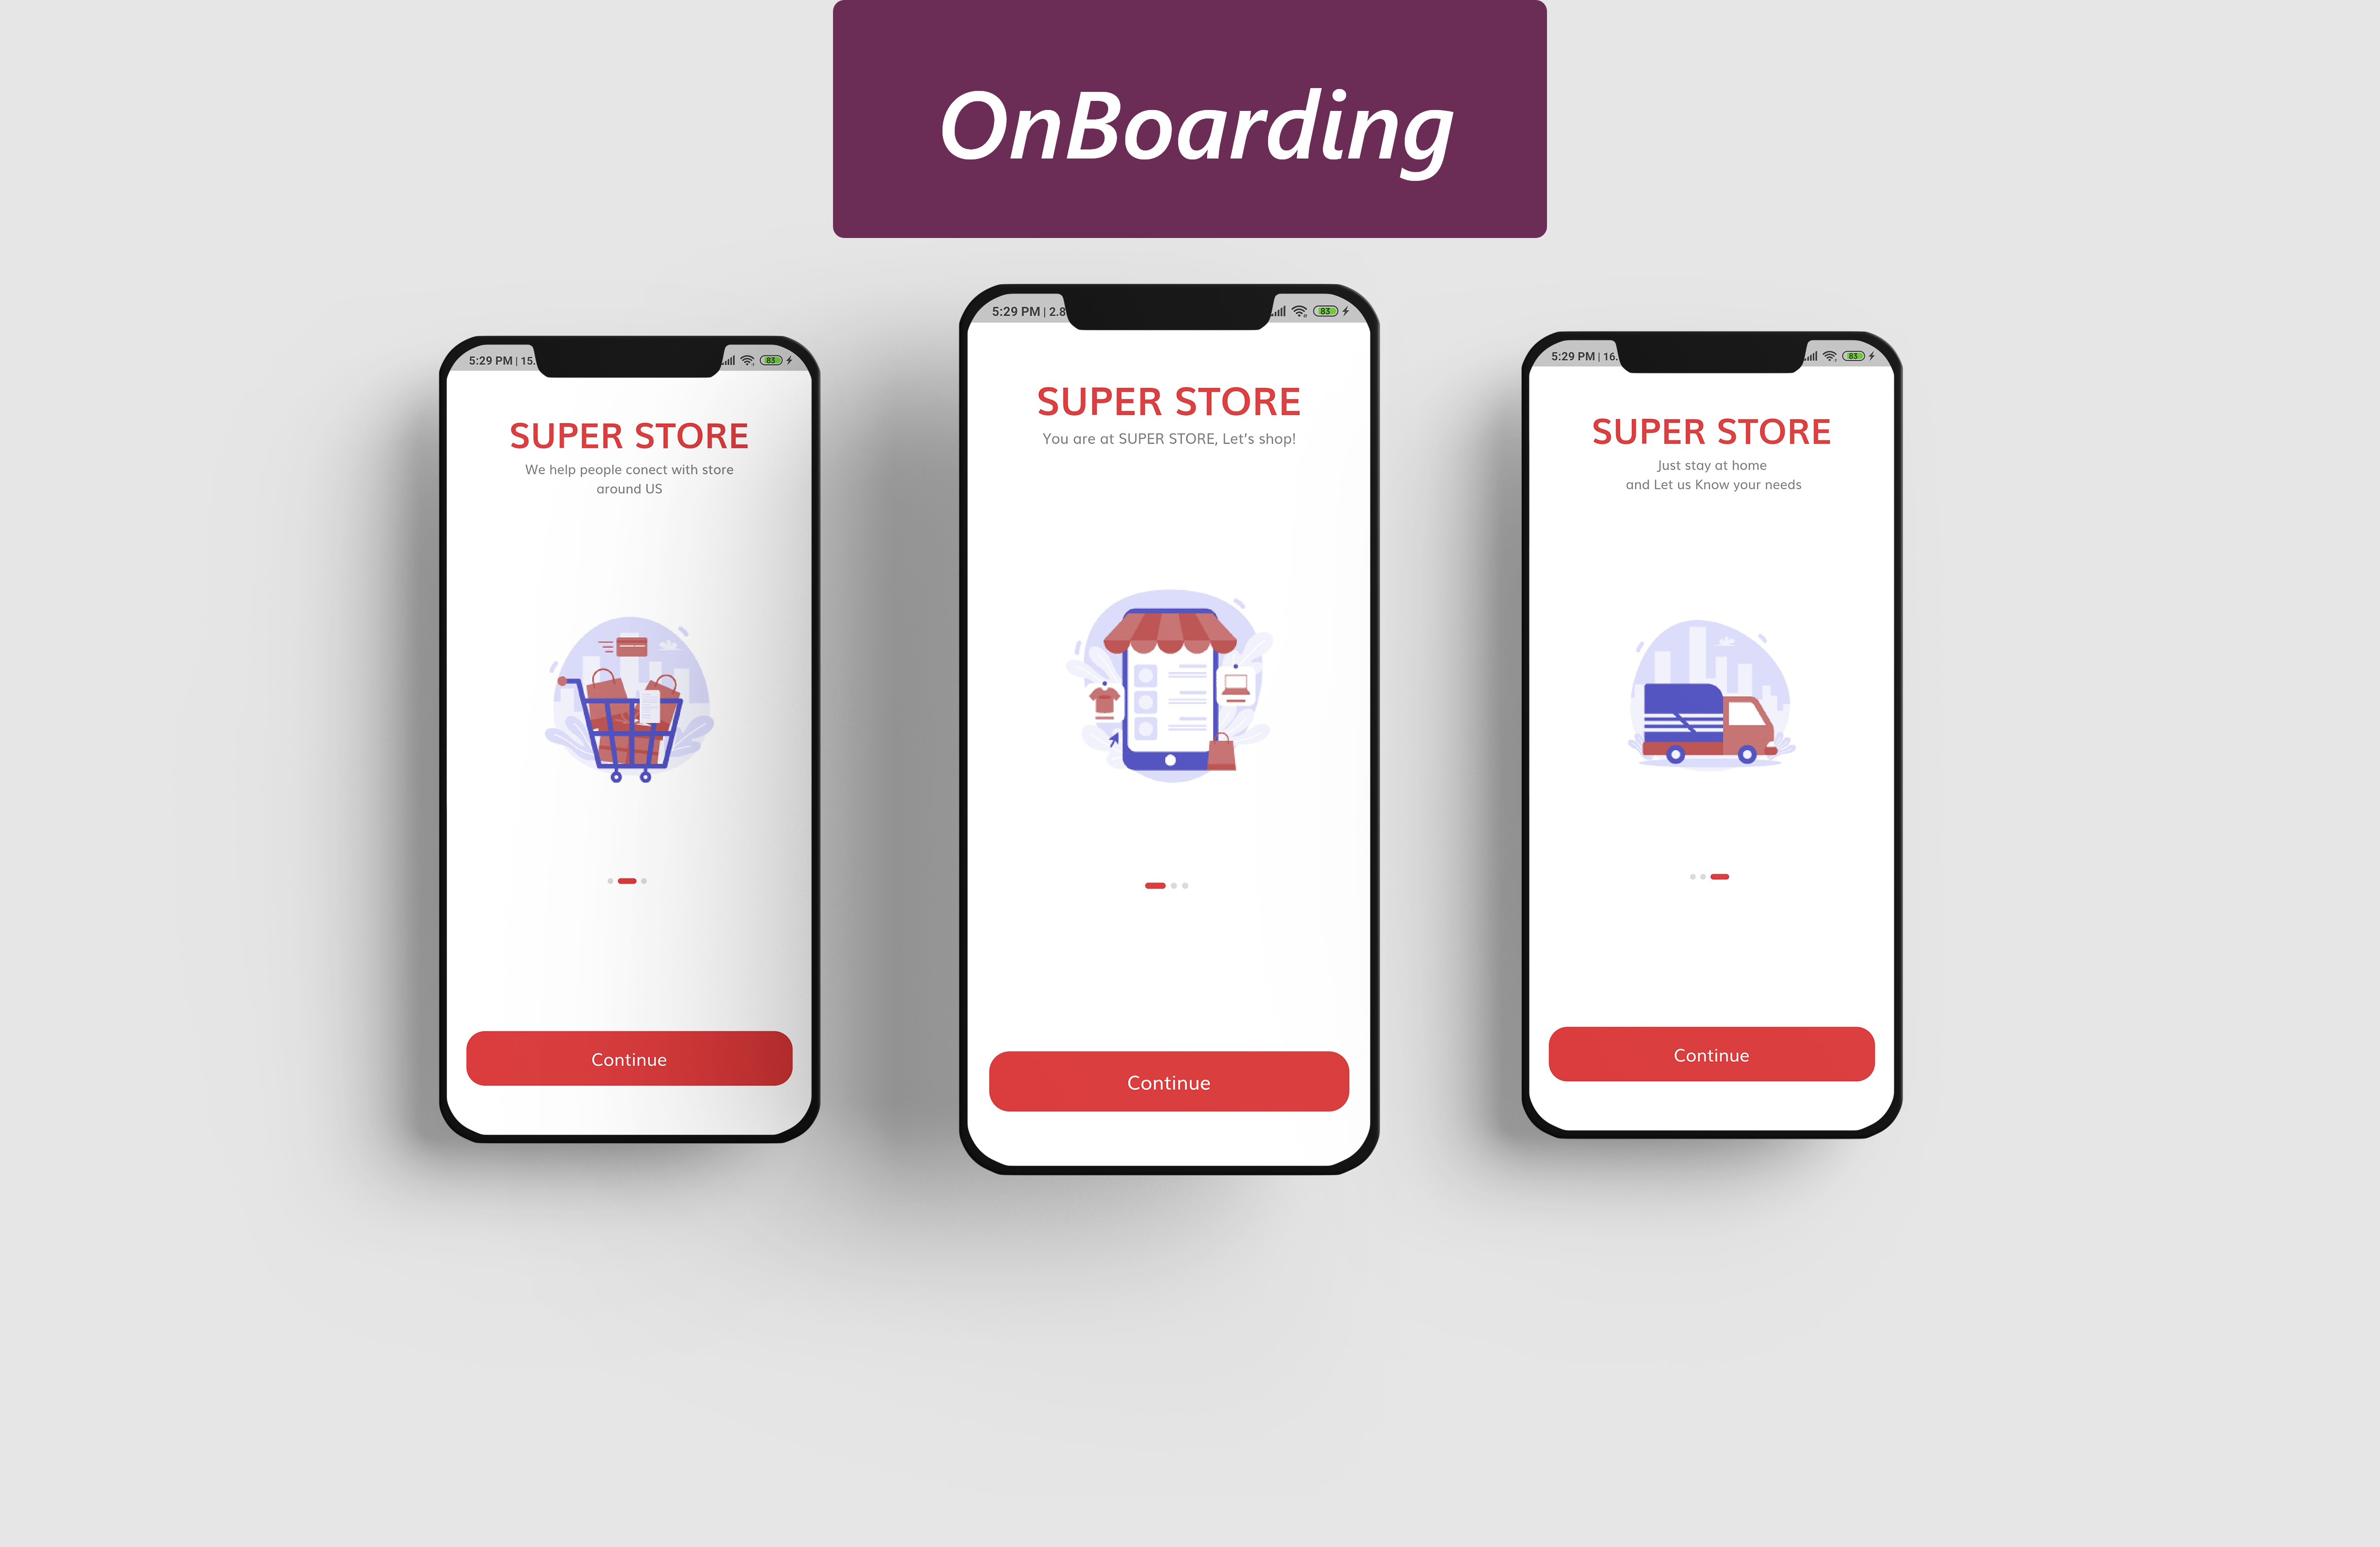 OnBoarding
5:29 PM | 15.
83
SUPER STORE
We help people conect with store
around US
Continue
5:29 PM | 2.8
83
SUPER STORE
You are at SUPER STORE, Let's shop!
Continue
5:29 PM | 16.
83
SUPER STORE
Just stay at home
and Let us Know your needs
Continue